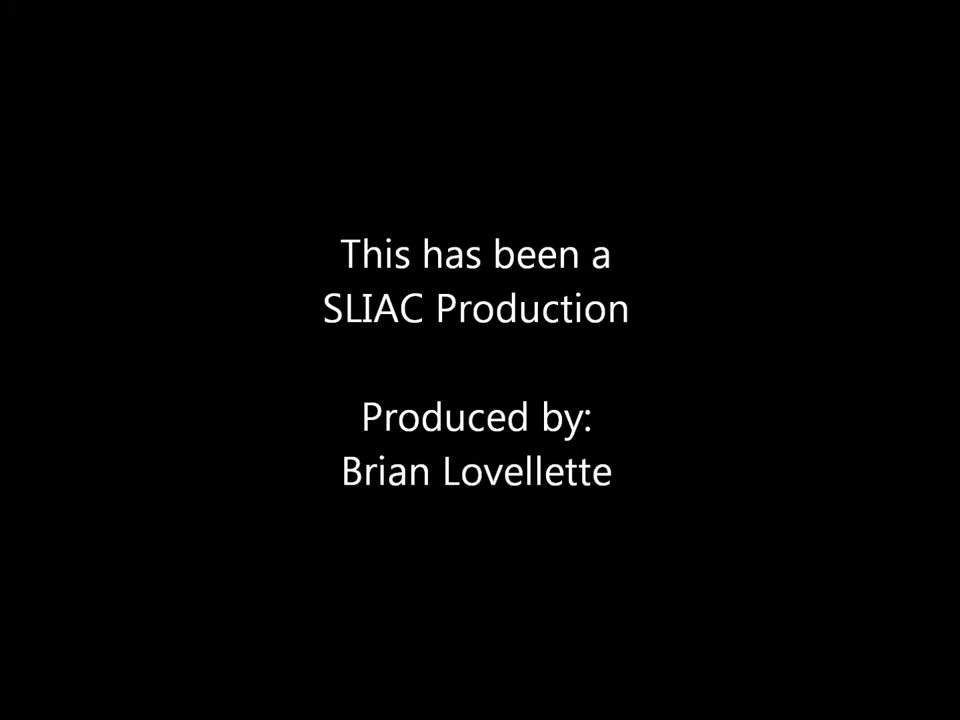 This has been a
SLIAC Production
Produced by:
Brian Lovellette